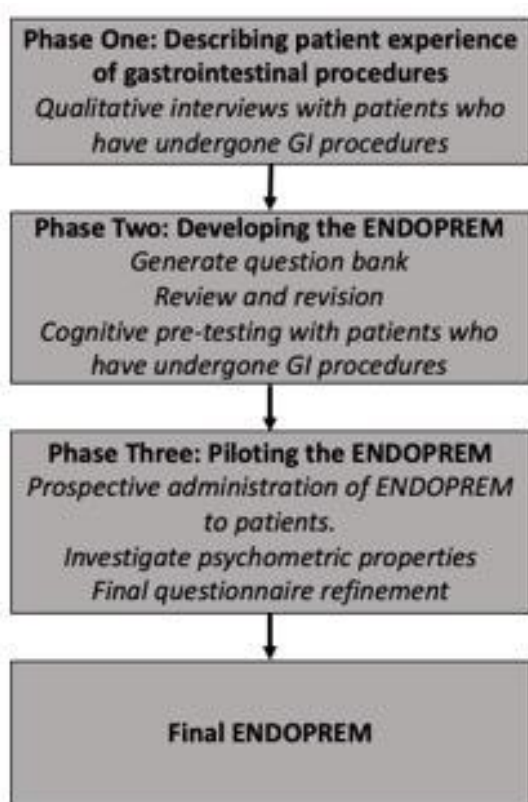 Phase One: Describing patient experience
of gastrointestinal procedures
Qualitative interviews with patients who
have undergone GI procedures
Phase Two: Developing the ENDOPREM
Generate question bank
Review and revision
Cognitive pre-testing with patients who
have undergone GI procedures
Phase Three: Piloting the ENDOPREM
Prospective administration of ENDOPREM
to patients.
Investigate psychometric properties
Final questionnaire refinement
Final ENDOPREM